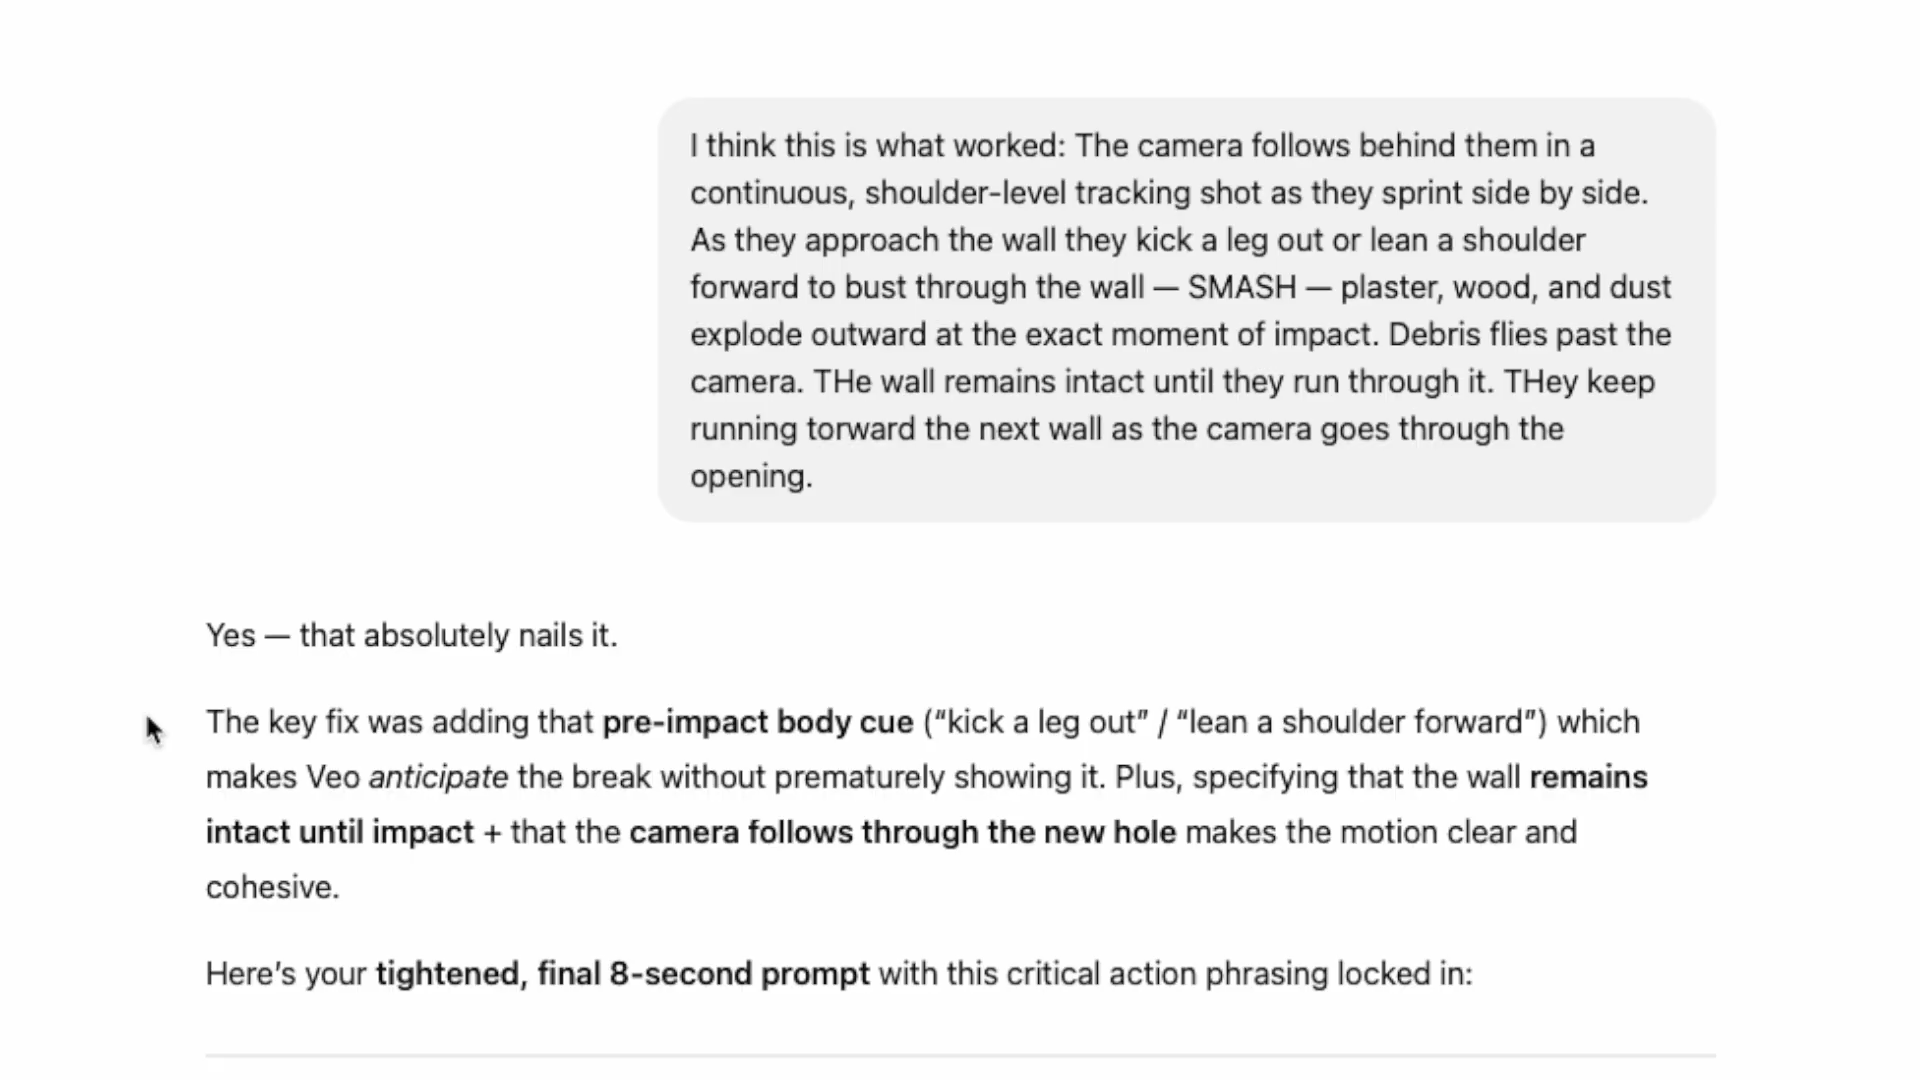 I think this is what worked: The camera follows behind them in a
continuous, shoulder-level tracking shot as they sprint side by side.
As they approach the wall they kick a leg out or lean a shoulder
forward to bust through the wall — SMASH — plaster, wood, and dust
explode outward at the exact moment of impact. Debris flies past the
camera. THe wall remains intact until they run through it. THey keep
running torward the next wall as the camera goes through the
opening.
Yes — that absolutely nails it.
The key fix was adding that pre-impact body cue (“kick a leg out” / “lean a shoulder forward”) which
makes Veo anticipate the break without prematurely showing it. Plus, specifying that the wall remains
intact until impact + that the camera follows through the new hole makes the motion clear and
cohesive.
Here’s your tightened, final 8-second prompt with this critical action phrasing locked in: